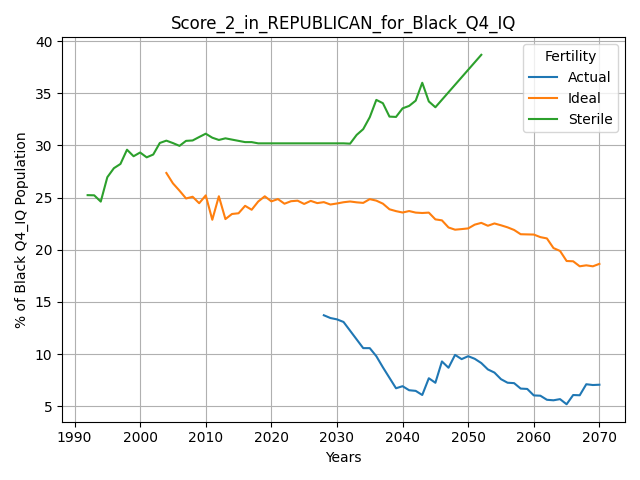 Score_2_in_REPUBLICAN_for_Black_Q4_IQ
% of Black Q4_IQ Population
40
35
30
25
20
15
10
5
Fertility
Actual
Ideal
Sterile
1990 2000 2010 2020 2030 2040 2050 2060 2070
Years